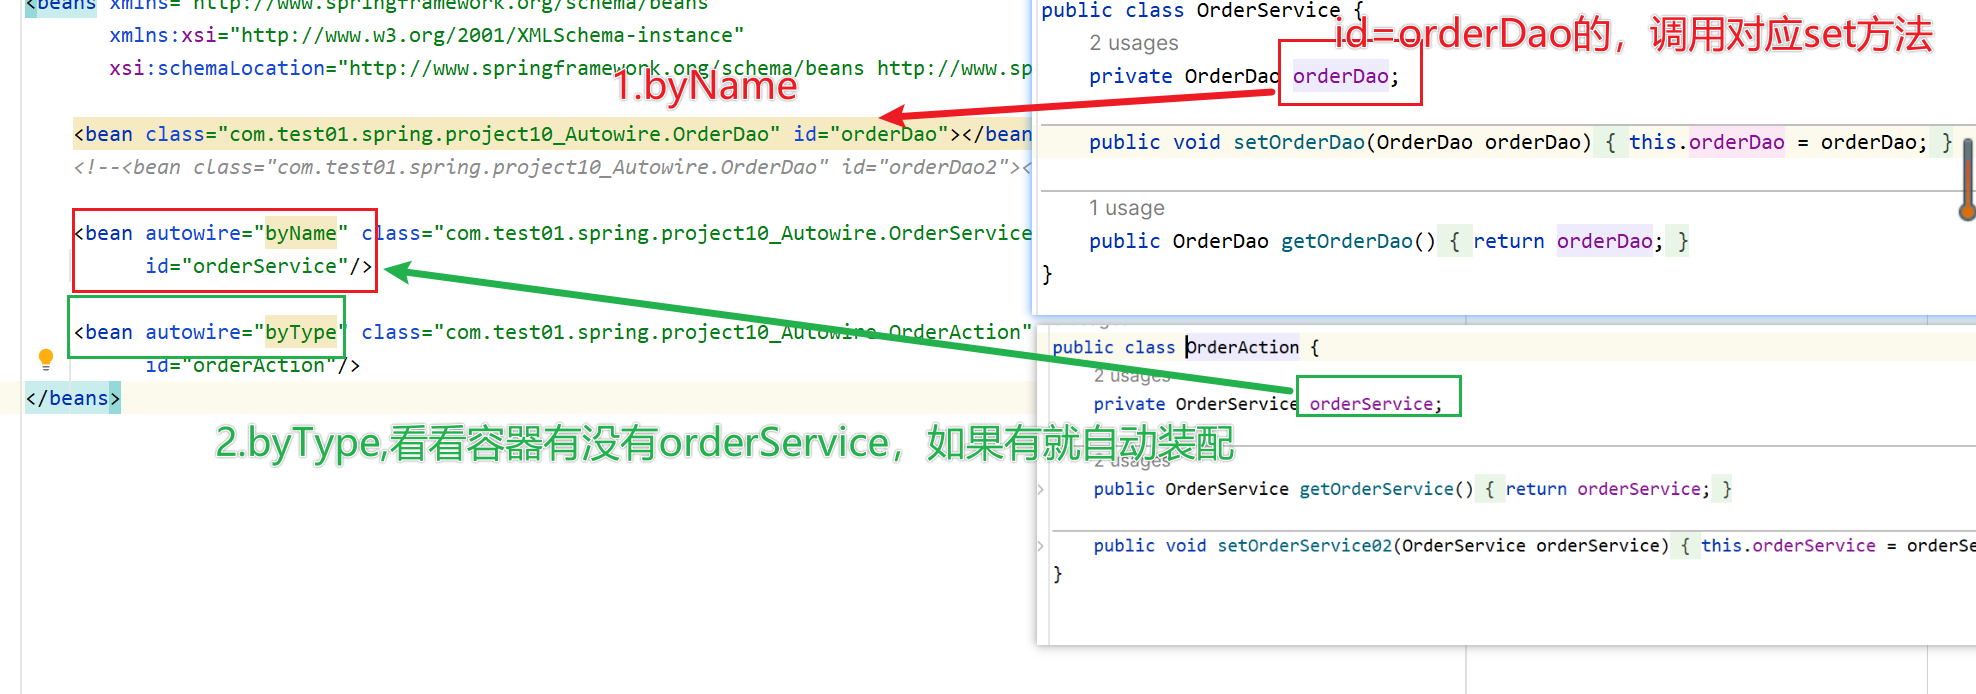 <beans xmlns="http://www.springframework.org/schema/beans"
xmlns:xsi="http://www.w3.org/2001/XMLSchema-instance"
xsi:schemaLocation="http://www.springframework.org/schema/beans http://www.sp
1.byName
<bean class="com.test01.spring.project10_Autowire.OrderDao" id="orderDao"></bean
<!--<bean class="com.test01.spring.project10_Autowire.OrderDao" id="orderDao2"><
<bean autowire="byName" class="com.test01.spring.project10_Autowire.OrderService
id="orderService"/>
<bean autowire="byType" class="com.test01.spring.project10_Autowire.OrderAction"
id="orderAction"/>
</beans>
2.byType,看看容器有没有orderService，如果有就自动装配
public class OrderService {
id=orderDao的，调用对应set方法
2 usages
private OrderDao orderDao;
public void setOrderDao(OrderDao orderDao) { this.orderDao = orderDao; }
1 usage
public OrderDao getOrderDao() { return orderDao; }
}
public class OrderAction {
2 usages
private OrderService orderService;
2 usages
public OrderService getOrderService() { return orderService; }
public void setOrderService02(OrderService orderService) { this.orderService = orderSe
}